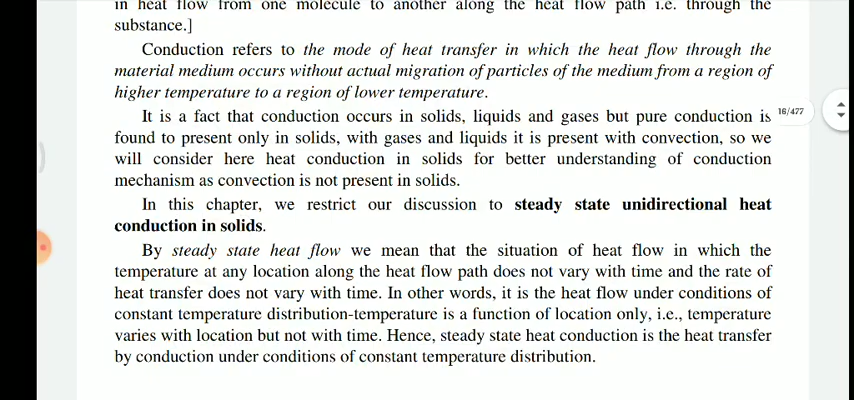 in heat flow from one molecule to another along the heat flow path i.e. through the
substance.]
Conduction refers to the mode of heat transfer in which the heat flow through the
material medium occurs without actual migration of particles of the medium from a region of
higher temperature to a region of lower temperature.
It is a fact that conduction occurs in solids, liquids and gases but pure conduction is
found to present only in solids, with gases and liquids it is present with convection, so we
will consider here heat conduction in solids for better understanding of conduction
mechanism as convection is not present in solids.
In this chapter, we restrict our discussion to steady state unidirectional heat
conduction in solids.
By steady state heat flow we mean that the situation of heat flow in which the
temperature at any location along the heat flow path does not vary with time and the rate of
heat transfer does not vary with time. In other words, it is the heat flow under conditions of
constant temperature distribution-temperature is a function of location only, i.e., temperature
varies with location but not with time. Hence, steady state heat conduction is the heat transfer
by conduction under conditions of constant temperature distribution.
16/477